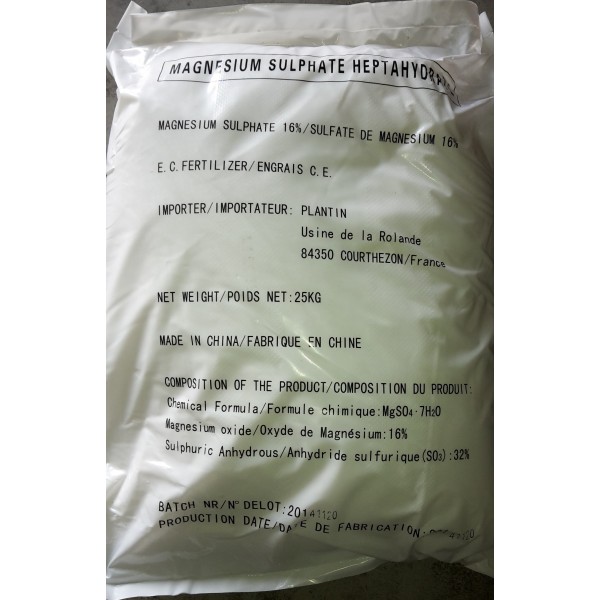 MAGNESIUM SULPHATE HEPTAHYDRATE
MAGNESIUM SULPHATE 16%/SULFATE DE MAGNESIUM 16%
E.C.FERTILIZER/ENGRAIS C.E.
IMPORTER/IMPORTATEUR: PLANTIN
Usine de la Rolande
84350 COURTHEZON/France
NET WEIGHT/POIDS NET:25KG
MADE IN CHINA/FABRIQUE EN CHINE
COMPOSITION OF THE PRODUCT/COMPOSITION DU PRODUIT:
Chemical Formula/Formule chimique:MgSO4·7H2O
Magnesium oxide/Oxyde de Magnésium:16%
Sulphuric Anhydrous/Anhydride sulfurique(SO3):32%
BATCH NR/N° DELOT:20141120
PRODUCTION DATE/DATE DE FABRICATION: